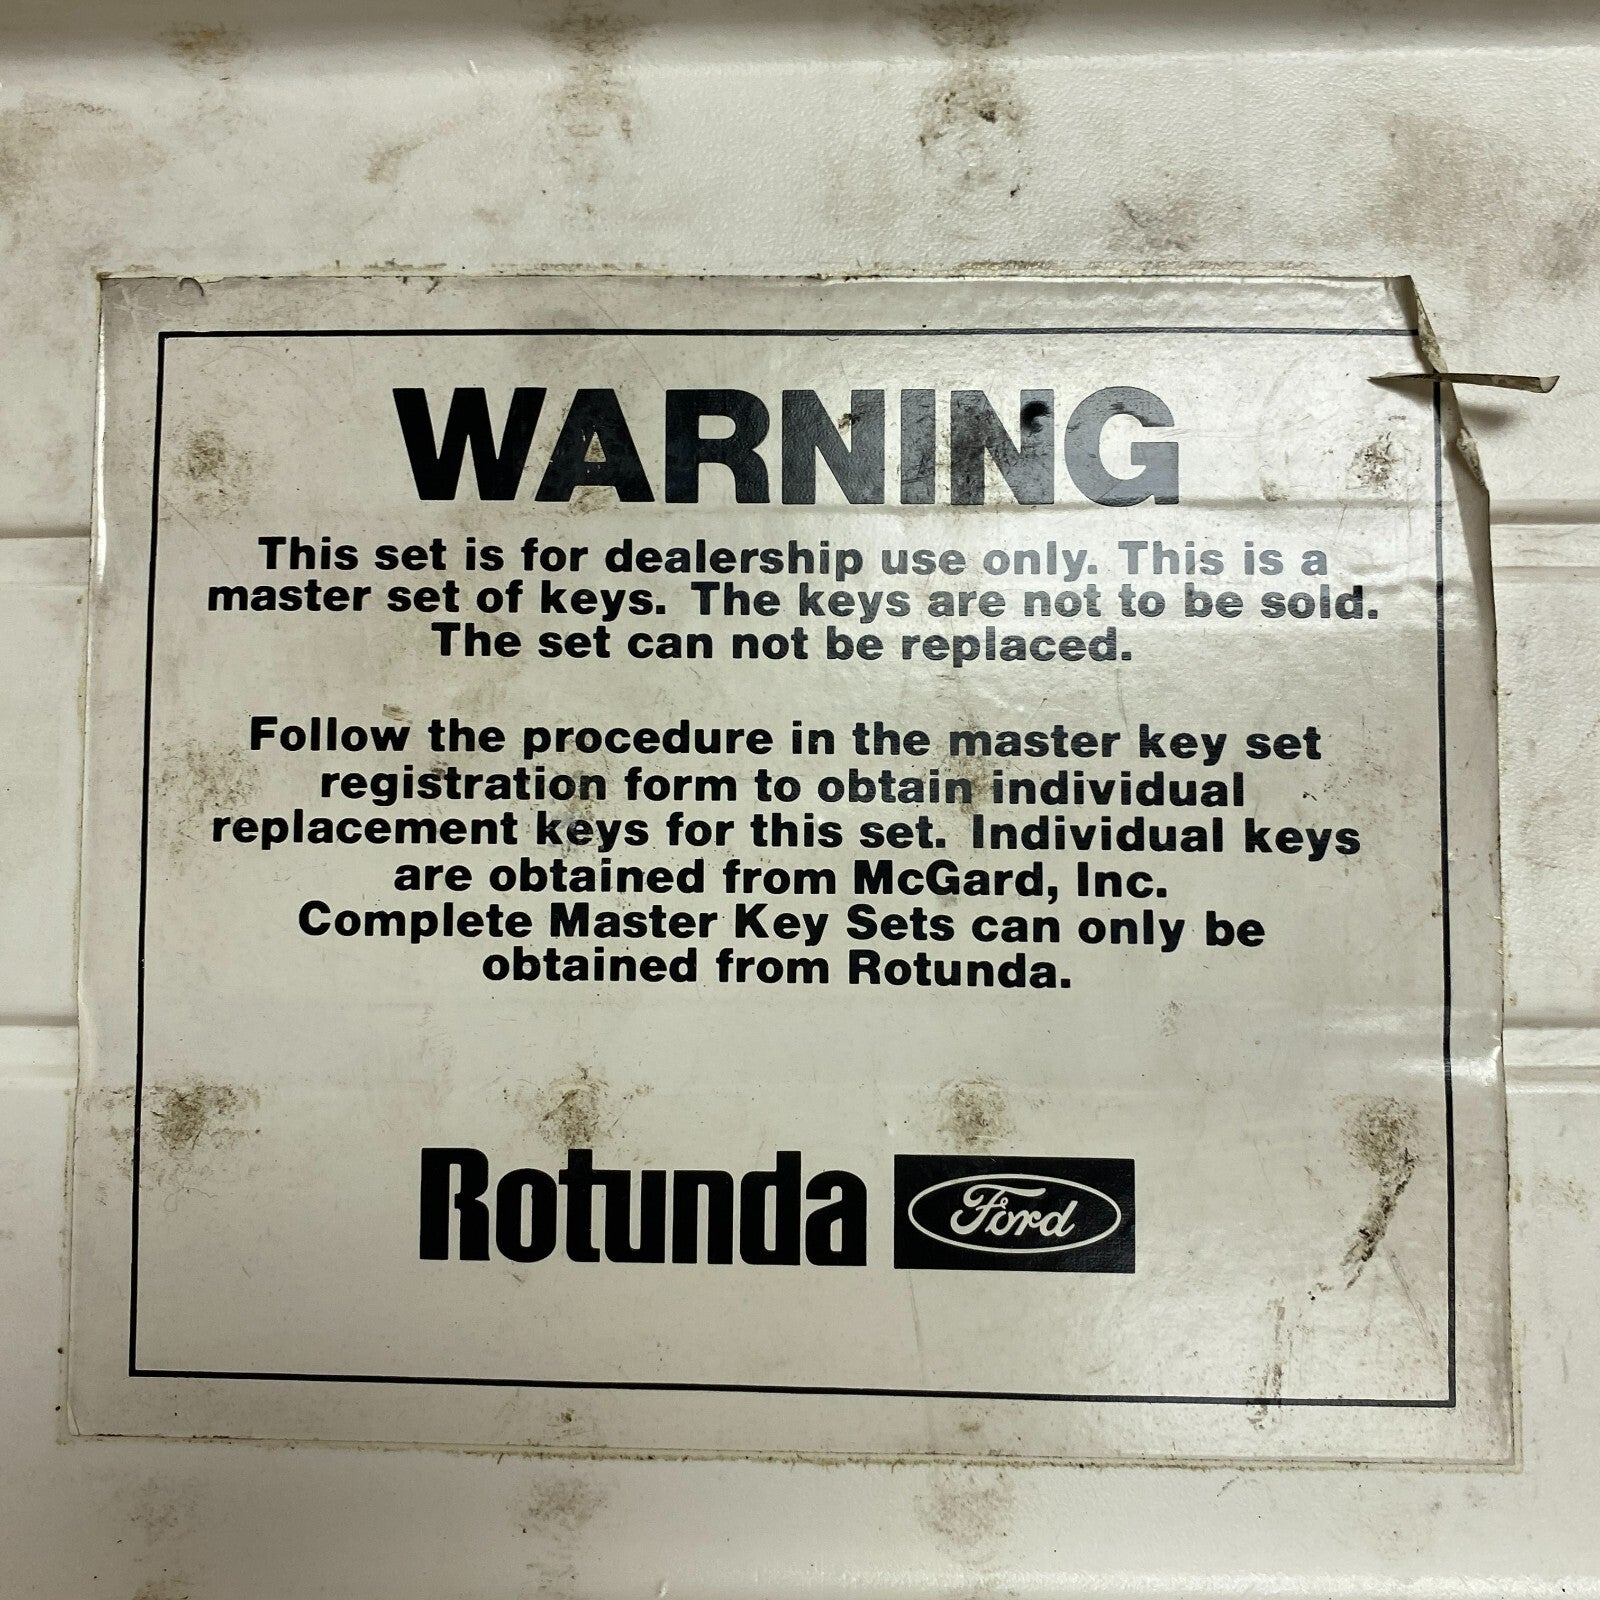 WARNING
This set is for dealership use only. This is a
master set of keys. The keys are not to be sold.
The set can not be replaced.
Follow the procedure in the master key set
registration form to obtain individual
replacement keys for this set. Individual keys
are obtained from McGard, Inc.
Complete Master Key Sets can only be
obtained from Rotunda.
Rotunda Ford